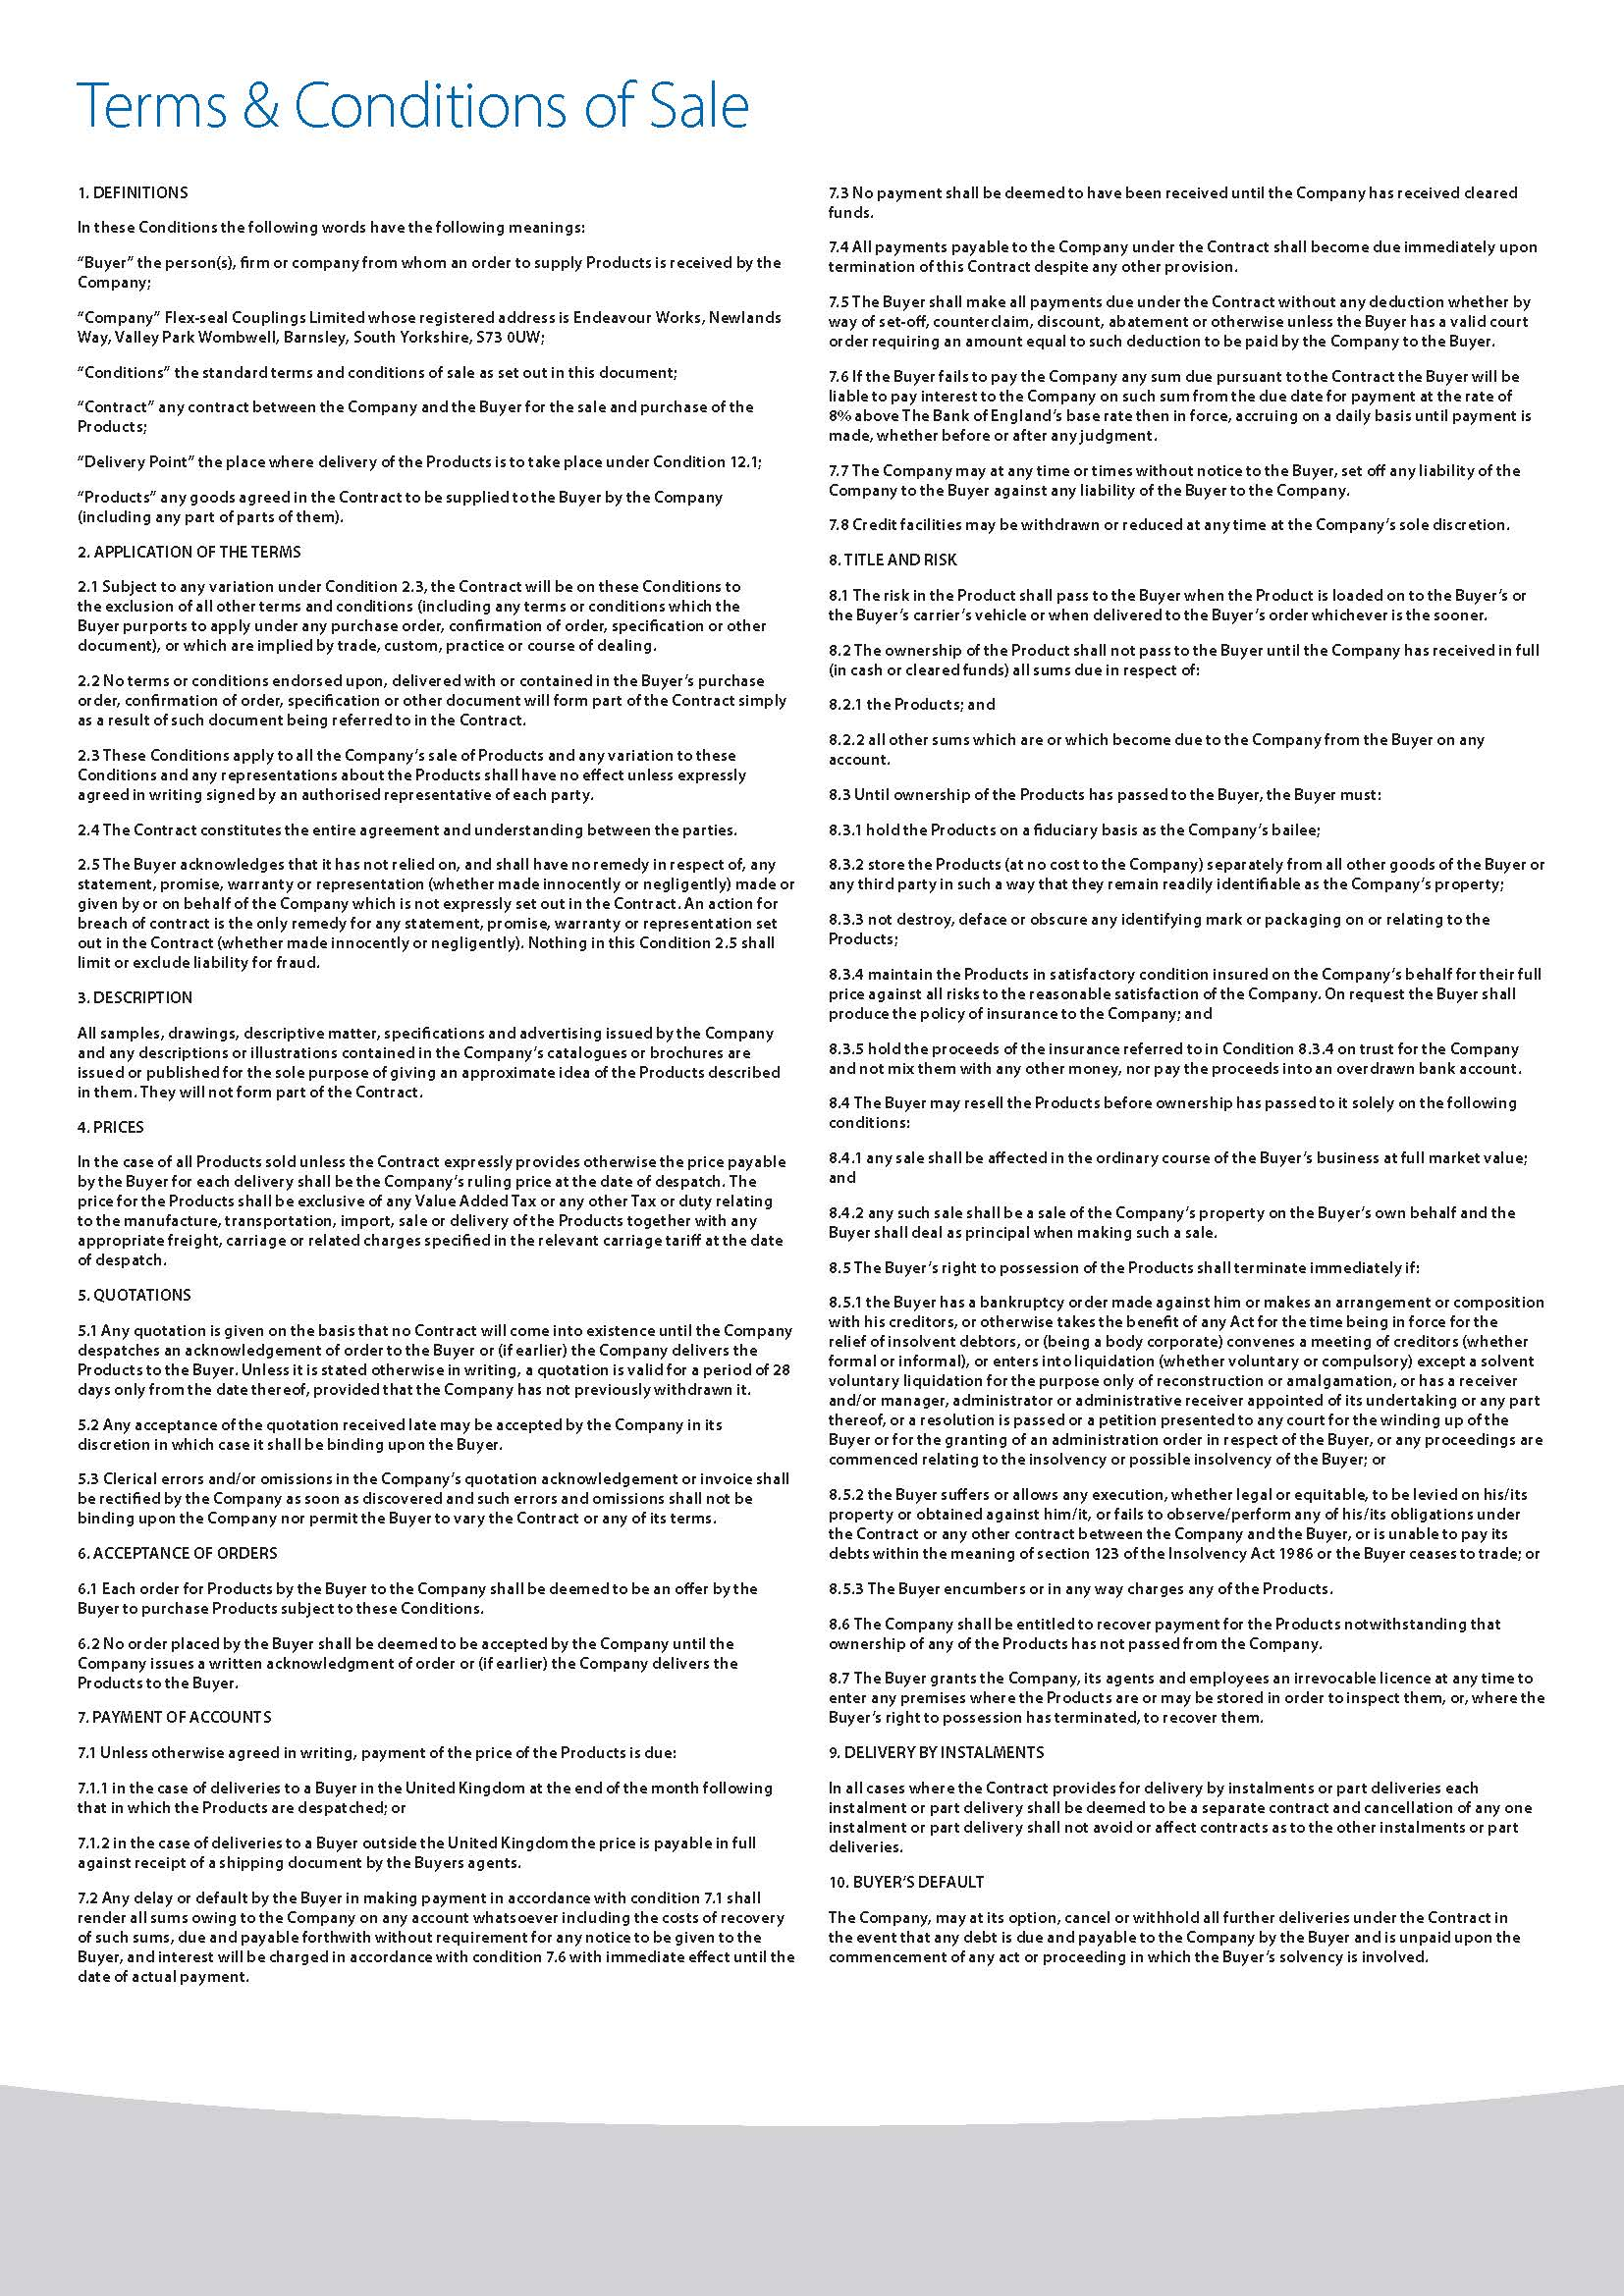 Terms & Conditions of Sale
1. DEFINITIONS
In these Conditions the following words have the following meanings:
“Buyer” the person(s), firm or company from whom an order to supply Products is received by the
Company;
“Company” Flex-seal Couplings Limited whose registered address is Endeavour Works, Newlands
Way, Valley Park Wombwell, Barnsley, South Yorkshire, S73 0UW;
“Conditions” the standard terms and conditions of sale as set out in this document;
“Contract” any contract between the Company and the Buyer for the sale and purchase of the
Products;
“Delivery Point” the place where delivery of the Products is to take place under Condition 12.1;
“Products” any goods agreed in the Contract to be supplied to the Buyer by the Company
(including any part of parts of them).
2. APPLICATION OF THE TERMS
2.1 Subject to any variation under Condition 2.3, the Contract will be on these Conditions to
the exclusion of all other terms and conditions (including any terms or conditions which the
Buyer purports to apply under any purchase order, confirmation of order, specification or other
document), or which are implied by trade, custom, practice or course of dealing.
2.2 No terms or conditions endorsed upon, delivered with or contained in the Buyer’s purchase
order, confirmation of order, specification or other document will form part of the Contract simply
as a result of such document being referred to in the Contract.
2.3 These Conditions apply to all the Company’s sale of Products and any variation to these
Conditions and any representations about the Products shall have no effect unless expressly
agreed in writing signed by an authorised representative of each party.
2.4 The Contract constitutes the entire agreement and understanding between the parties.
2.5 The Buyer acknowledges that it has not relied on, and shall have no remedy in respect of, any
statement, promise, warranty or representation (whether made innocently or negligently) made or
given by or on behalf of the Company which is not expressly set out in the Contract. An action for
breach of contract is the only remedy for any statement, promise, warranty or representation set
out in the Contract (whether made innocently or negligently). Nothing in this Condition 2.5 shall
limit or exclude liability for fraud.
3. DESCRIPTION
All samples, drawings, descriptive matter, specifications and advertising issued by the Company
and any descriptions or illustrations contained in the Company’s catalogues or brochures are
issued or published for the sole purpose of giving an approximate idea of the Products described
in them. They will not form part of the Contract.
4. PRICES
In the case of all Products sold unless the Contract expressly provides otherwise the price payable
by the Buyer for each delivery shall be the Company’s ruling price at the date of despatch. The
price for the Products shall be exclusive of any Value Added Tax or any other Tax or duty relating
to the manufacture, transportation, import, sale or delivery of the Products together with any
appropriate freight, carriage or related charges specified in the relevant carriage tariff at the date
of despatch.
5. QUOTATIONS
5.1 Any quotation is given on the basis that no Contract will come into existence until the Company
despatches an acknowledgement of order to the Buyer or (if earlier) the Company delivers the
Products to the Buyer. Unless it is stated otherwise in writing, a quotation is valid for a period of 28
days only from the date thereof, provided that the Company has not previously withdrawn it.
5.2 Any acceptance of the quotation received late may be accepted by the Company in its
discretion in which case it shall be binding upon the Buyer.
5.3 Clerical errors and/or omissions in the Company’s quotation acknowledgement or invoice shall
be rectified by the Company as soon as discovered and such errors and omissions shall not be
binding upon the Company nor permit the Buyer to vary the Contract or any of its terms.
6. ACCEPTANCE OF ORDERS
6.1 Each order for Products by the Buyer to the Company shall be deemed to be an offer by the
Buyer to purchase Products subject to these Conditions.
6.2 No order placed by the Buyer shall be deemed to be accepted by the Company until the
Company issues a written acknowledgment of order or (if earlier) the Company delivers the
Products to the Buyer.
7. PAYMENT OF ACCOUNTS
7.1 Unless otherwise agreed in writing, payment of the price of the Products is due:
7.1.1 in the case of deliveries to a Buyer in the United Kingdom at the end of the month following
that in which the Products are despatched; or
7.1.2 in the case of deliveries to a Buyer outside the United Kingdom the price is payable in full
against receipt of a shipping document by the Buyers agents.
7.2 Any delay or default by the Buyer in making payment in accordance with condition 7.1 shall
render all sums owing to the Company on any account whatsoever including the costs of recovery
of such sums, due and payable forthwith without requirement for any notice to be given to the
Buyer, and interest will be charged in accordance with condition 7.6 with immediate effect until the
date of actual payment.
7.3 No payment shall be deemed to have been received until the Company has received cleared
funds.
7.4 All payments payable to the Company under the Contract shall become due immediately upon
termination of this Contract despite any other provision.
7.5 The Buyer shall make all payments due under the Contract without any deduction whether by
way of set-off, counterclaim, discount, abatement or otherwise unless the Buyer has a valid court
order requiring an amount equal to such deduction to be paid by the Company to the Buyer.
7.6 If the Buyer fails to pay the Company any sum due pursuant to the Contract the Buyer will be
liable to pay interest to the Company on such sum from the due date for payment at the rate of
8% above The Bank of England’s base rate then in force, accruing on a daily basis until payment is
made, whether before or after any judgment.
7.7 The Company may at any time or times without notice to the Buyer, set off any liability of the
Company to the Buyer against any liability of the Buyer to the Company.
7.8 Credit facilities may be withdrawn or reduced at any time at the Company’s sole discretion.
8. TITLE AND RISK
8.1 The risk in the Product shall pass to the Buyer when the Product is loaded on to the Buyer’s or
the Buyer’s carrier’s vehicle or when delivered to the Buyer’s order whichever is the sooner.
8.2 The ownership of the Product shall not pass to the Buyer until the Company has received in full
(in cash or cleared funds) all sums due in respect of:
8.2.1 the Products; and
8.2.2 all other sums which are or which become due to the Company from the Buyer on any
account.
8.3 Until ownership of the Products has passed to the Buyer, the Buyer must:
8.3.1 hold the Products on a fiduciary basis as the Company’s bailee;
8.3.2 store the Products (at no cost to the Company) separately from all other goods of the Buyer or
any third party in such a way that they remain readily identifiable as the Company’s property;
8.3.3 not destroy, deface or obscure any identifying mark or packaging on or relating to the
Products;
8.3.4 maintain the Products in satisfactory condition insured on the Company’s behalf for their full
price against all risks to the reasonable satisfaction of the Company. On request the Buyer shall
produce the policy of insurance to the Company; and
8.3.5 hold the proceeds of the insurance referred to in Condition 8.3.4 on trust for the Company
and not mix them with any other money, nor pay the proceeds into an overdrawn bank account.
8.4 The Buyer may resell the Products before ownership has passed to it solely on the following
conditions:
8.4.1 any sale shall be affected in the ordinary course of the Buyer’s business at full market value;
and
8.4.2 any such sale shall be a sale of the Company’s property on the Buyer’s own behalf and the
Buyer shall deal as principal when making such a sale.
8.5 The Buyer’s right to possession of the Products shall terminate immediately if:
8.5.1 the Buyer has a bankruptcy order made against him or makes an arrangement or composition
with his creditors, or otherwise takes the benefit of any Act for the time being in force for the
relief of insolvent debtors, or (being a body corporate) convenes a meeting of creditors (whether
formal or informal), or enters into liquidation (whether voluntary or compulsory) except a solvent
voluntary liquidation for the purpose only of reconstruction or amalgamation, or has a receiver
and/or manager, administrator or administrative receiver appointed of its undertaking or any part
thereof, or a resolution is passed or a petition presented to any court for the winding up of the
Buyer or for the granting of an administration order in respect of the Buyer, or any proceedings are
commenced relating to the insolvency or possible insolvency of the Buyer; or
8.5.2 the Buyer suffers or allows any execution, whether legal or equitable, to be levied on his/its
property or obtained against him/it, or fails to observe/perform any of his/its obligations under
the Contract or any other contract between the Company and the Buyer, or is unable to pay its
debts within the meaning of section 123 of the Insolvency Act 1986 or the Buyer ceases to trade; or
8.5.3 The Buyer encumbers or in any way charges any of the Products.
8.6 The Company shall be entitled to recover payment for the Products notwithstanding that
ownership of any of the Products has not passed from the Company.
8.7 The Buyer grants the Company, its agents and employees an irrevocable licence at any time to
enter any premises where the Products are or may be stored in order to inspect them, or, where the
Buyer’s right to possession has terminated, to recover them.
9. DELIVERY BY INSTALMENTS
In all cases where the Contract provides for delivery by instalments or part deliveries each
instalment or part delivery shall be deemed to be a separate contract and cancellation of any one
instalment or part delivery shall not avoid or affect contracts as to the other instalments or part
deliveries.
10. BUYER’S DEFAULT
The Company, may at its option, cancel or withhold all further deliveries under the Contract in
the event that any debt is due and payable to the Company by the Buyer and is unpaid upon the
commencement of any act or proceeding in which the Buyer’s solvency is involved.